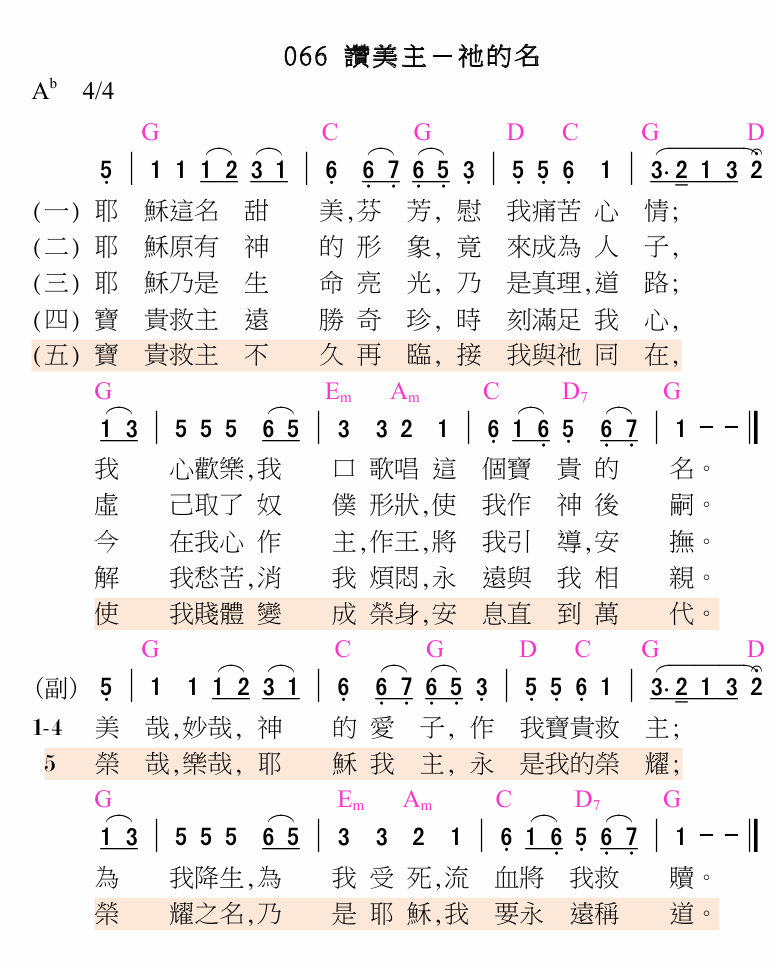 066 讚美主－祂的名
A♭ 4/4
G C G D C G D
5 | 1 1 1 2 3 1 | 6 6 7 6 5 3 | 5 5 6 1 | 3. 2 1 3 2
(一) 耶 穌這名 甜 美,芬 芳, 慰 我痛苦 心 情;
(二) 耶 穌原有 神 的 形 象, 竟 來成為 人 子,
(三) 耶 穌乃是 生 命 亮 光, 乃 是真理,道 路;
(四) 寶 貴救主 遠 勝 奇 珍, 時 刻滿足 我 心,
(五) 寶 貴救主 不 久 再 臨, 接 我與祂 同 在,
G Em Am C D7 G
1 3 | 5 5 5 6 5 | 3 3 2 1 | 6 1 6 5 6 7 | 1 – – ‖
我 心歡樂,我 口 歌唱 這 個寶 貴 的 名。
虛 己取了 奴 僕 形狀,使 我作 神 後 嗣。
今 在我心 作 主,作王,將 我引 導,安 撫。
解 我愁苦,消 我 煩悶,永 遠與 我 相 親。
使 我賤體 變 成 榮身,安 息直 到 萬 代。
G C G D C G D
(副) 5 | 1 1 1 2 3 1 | 6 6 7 6 5 3 | 5 5 6 1 | 3. 2 1 3 2
1-4 美 哉,妙哉, 神 的 愛 子, 作 我寶貴救 主;
5 榮 哉,樂哉, 耶 穌 我 主, 永 是我的榮 耀;
G Em Am C D7 G
1 3 | 5 5 5 6 5 | 3 3 2 1 | 6 1 6 5 6 7 | 1 – – ‖
為 我降生,為 我 受 死,流 血將 我救 贖。
榮 耀之名,乃 是 耶 穌,我 要永 遠稱 道。